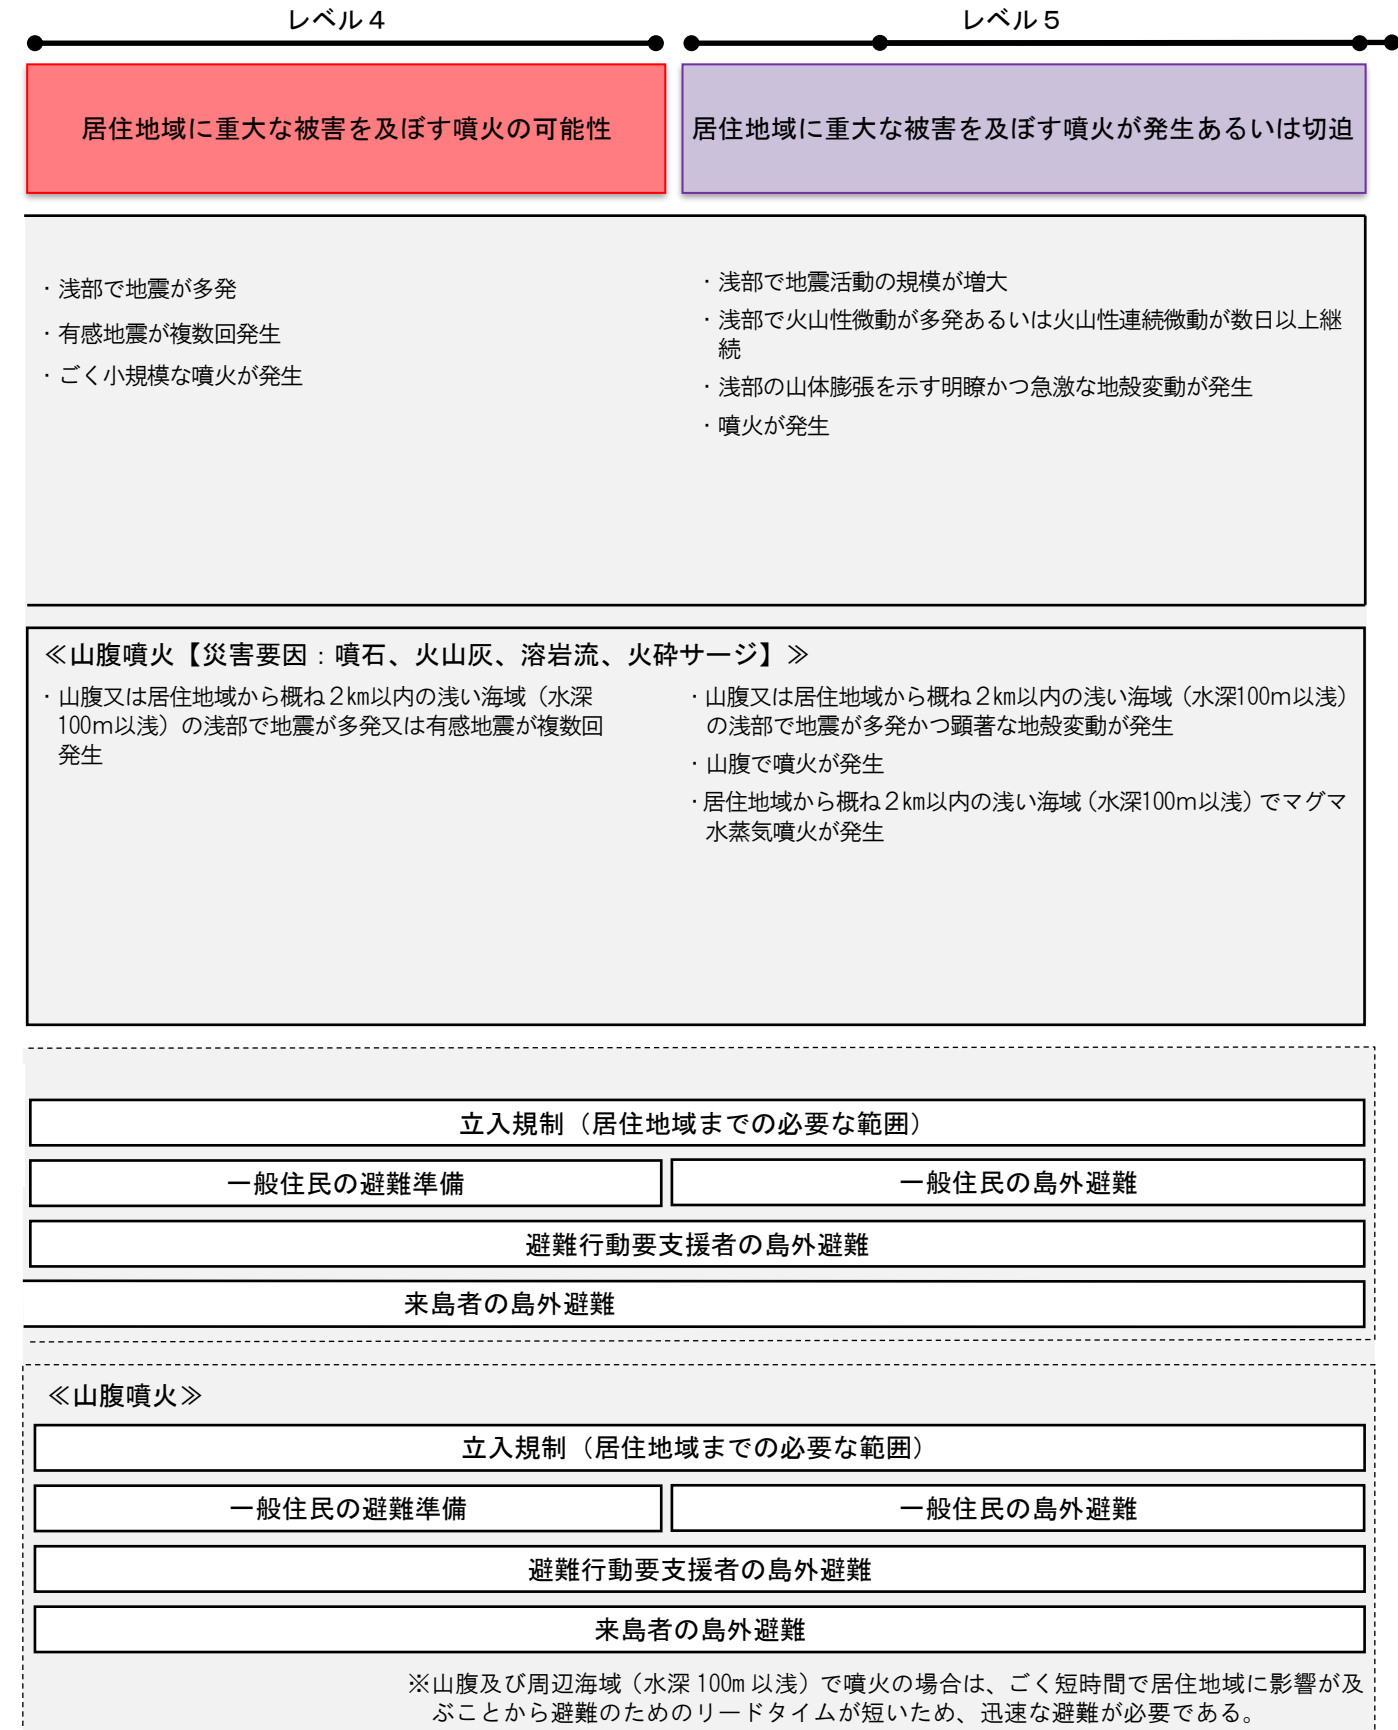 レベル４
レベル５
居住地域に重大な被害を及ぼす噴火の可能性
居住地域に重大な被害を及ぼす噴火が発生あるいは切迫
・浅部で地震が多発
・有感地震が複数回発生
・ごく小規模な噴火が発生
・浅部で地震活動の規模が増大
・浅部で火山性微動が多発あるいは火山性連続微動が数日以上継
続
・浅部の山体膨張を示す明瞭かつ急激な地殻変動が発生
・噴火が発生
≪山腹噴火【災害要因：噴石、火山灰、溶岩流、火砕サージ】≫
・山腹又は居住地域から概ね２㎞以内の浅い海域（水深
100ｍ以浅）の浅部で地震が多発又は有感地震が複数回
発生
・山腹又は居住地域から概ね２㎞以内の浅い海域（水深100ｍ以浅）
の浅部で地震が多発かつ顕著な地殻変動が発生
・山腹で噴火が発生
・居住地域から概ね２㎞以内の浅い海域（水深100ｍ以浅）でマグマ
水蒸気噴火が発生
立入規制（居住地域までの必要な範囲）
一般住民の避難準備
一般住民の島外避難
避難行動要支援者の島外避難
来島者の島外避難
≪山腹噴火≫
立入規制（居住地域までの必要な範囲）
一般住民の避難準備
一般住民の島外避難
避難行動要支援者の島外避難
来島者の島外避難
※山腹及び周辺海域（水深 100m 以浅）で噴火の場合は、ごく短時間で居住地域に影響が及
ぶことから避難のためのリードタイムが短いため、迅速な避難が必要である。